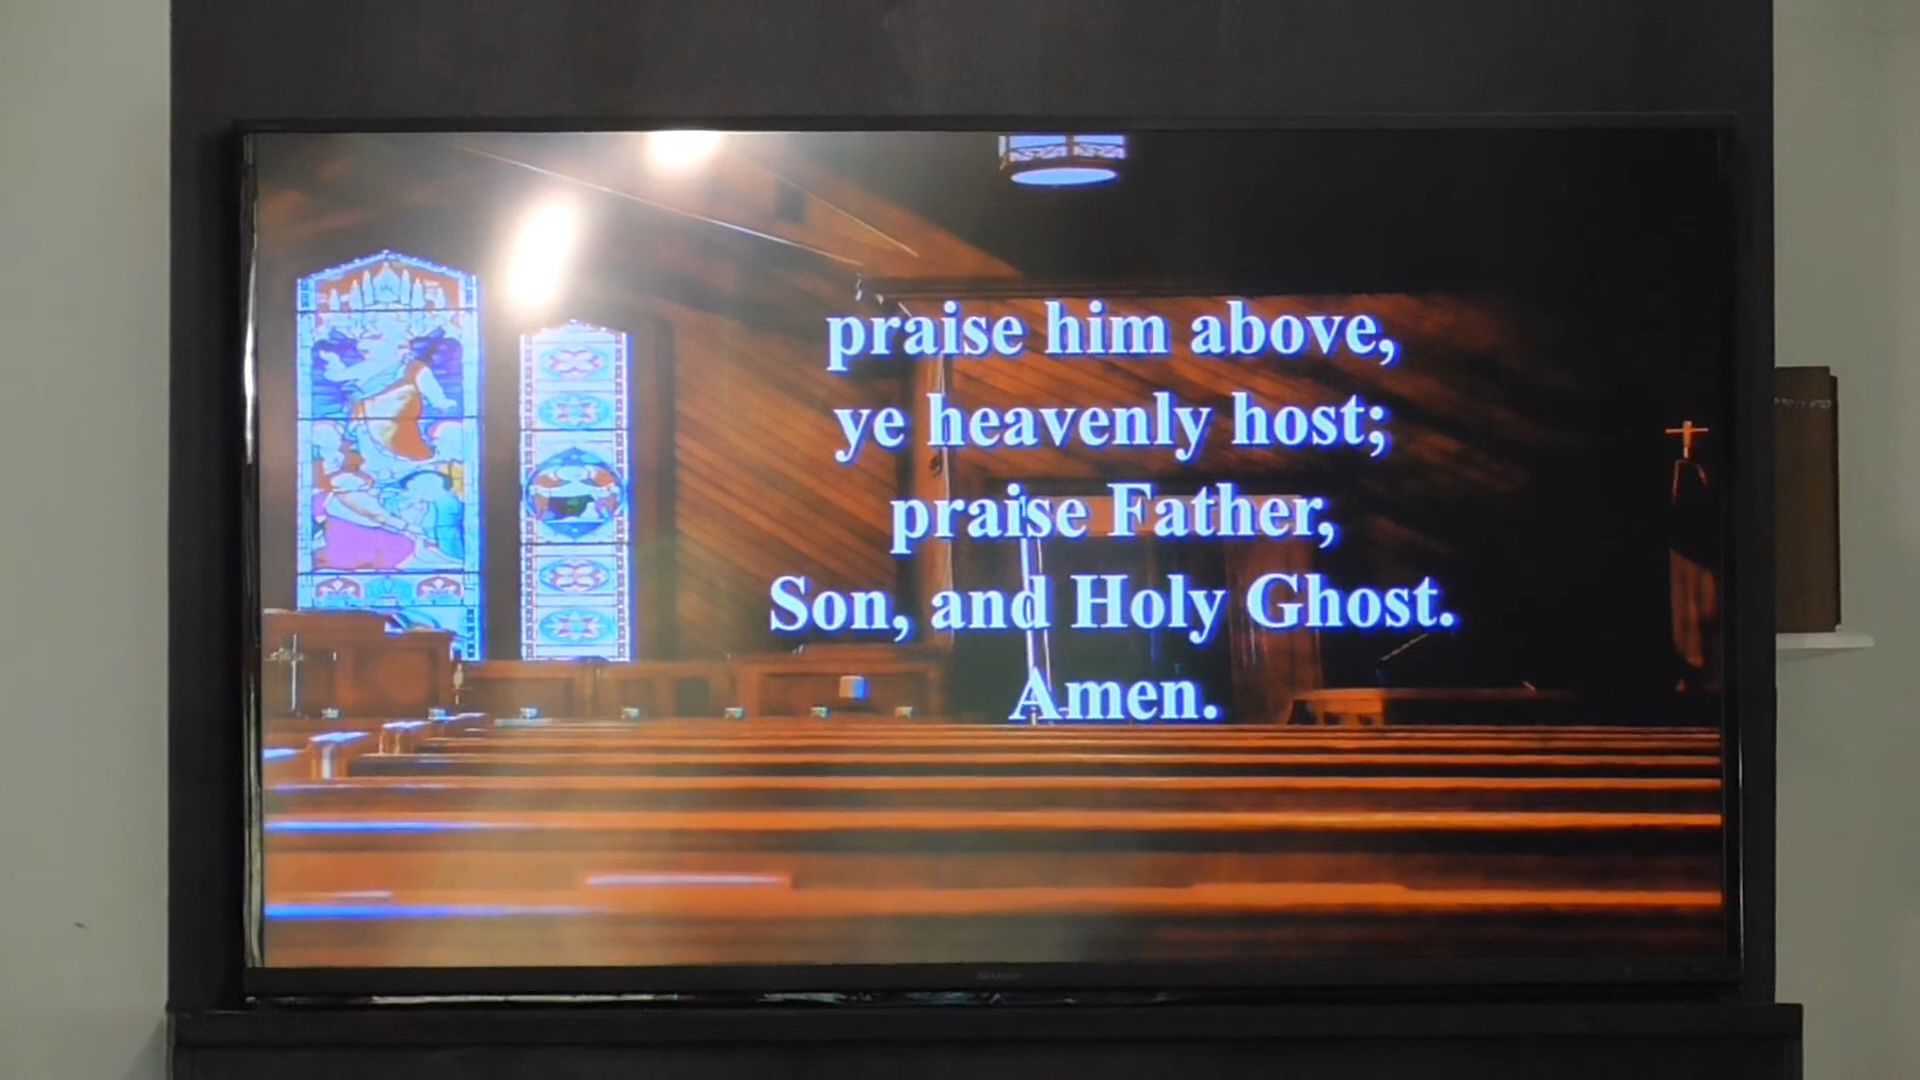 praise him above,
ye heavenly host;
praise Father,
Son, and Holy Ghost.
Amen.